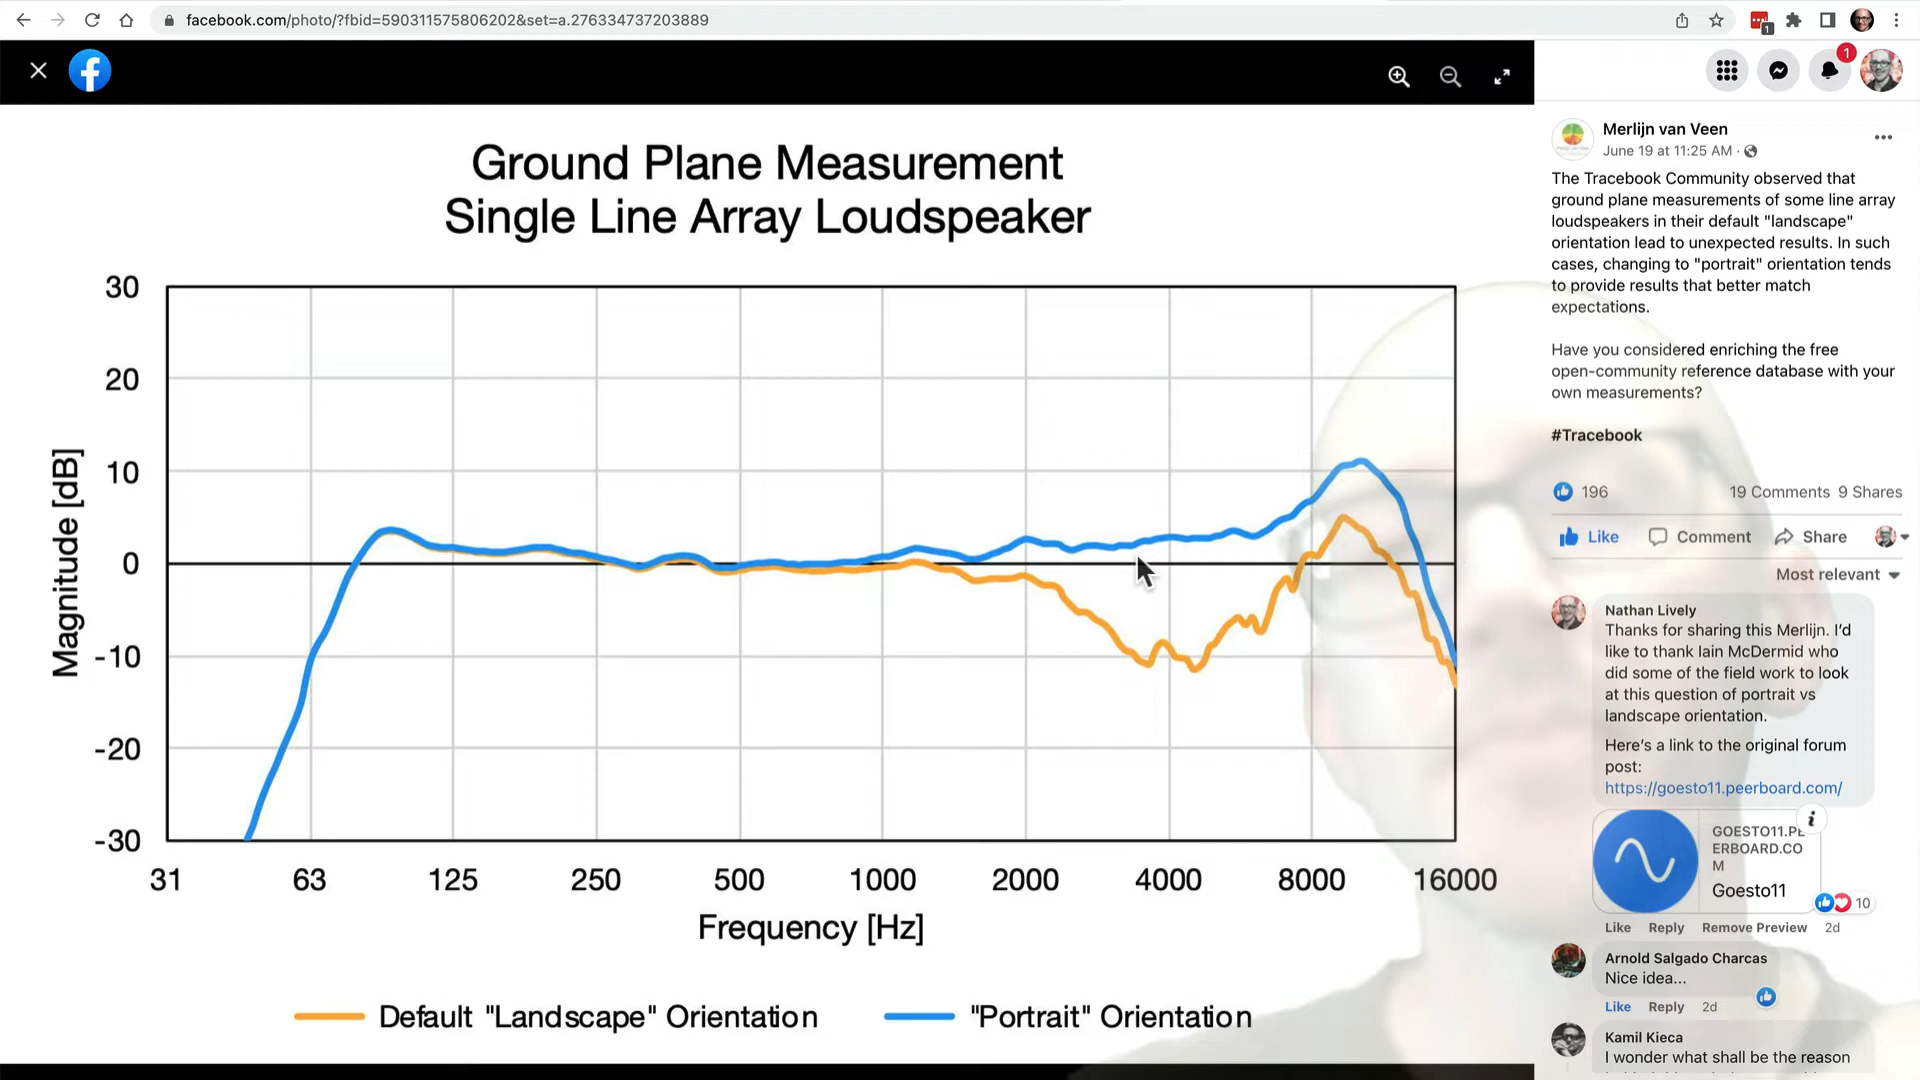 facebook.com/photo/?fbid=590311575806202&set=a.276334737203889
1
1
Ground Plane Measurement
Single Line Array Loudspeaker
30
20
10
0
-10
-20
-30
Magnitude [dB]
31 63 125 250 500 1000 2000 4000 8000 16000
Frequency [Hz]
Default "Landscape" Orientation
"Portrait" Orientation
Merlijn van Veen
June 19 at 11:25 AM ·
The Tracebook Community observed that
ground plane measurements of some line array
loudspeakers in their default "landscape"
orientation lead to unexpected results. In such
cases, changing to "portrait" orientation tends
to provide results that better match
expectations.
Have you considered enriching the free
open-community reference database with your
own measurements?
#Tracebook
196
19 Comments 9 Shares
Like Comment Share
Most relevant
Nathan Lively
Thanks for sharing this Merlijn. I'd
like to thank Iain McDermid who
did some of the field work to look
at this question of portrait vs
landscape orientation.
Here's a link to the original forum
post:
https://goesto11.peerboard.com/
GOESTO11.PE
ERBOARD.CO
M
Goesto11
10
Like Reply Remove Preview 2d
Arnold Salgado Charcas
Nice idea...
Like Reply 2d
Kamil Kieca
I wonder what shall be the reason